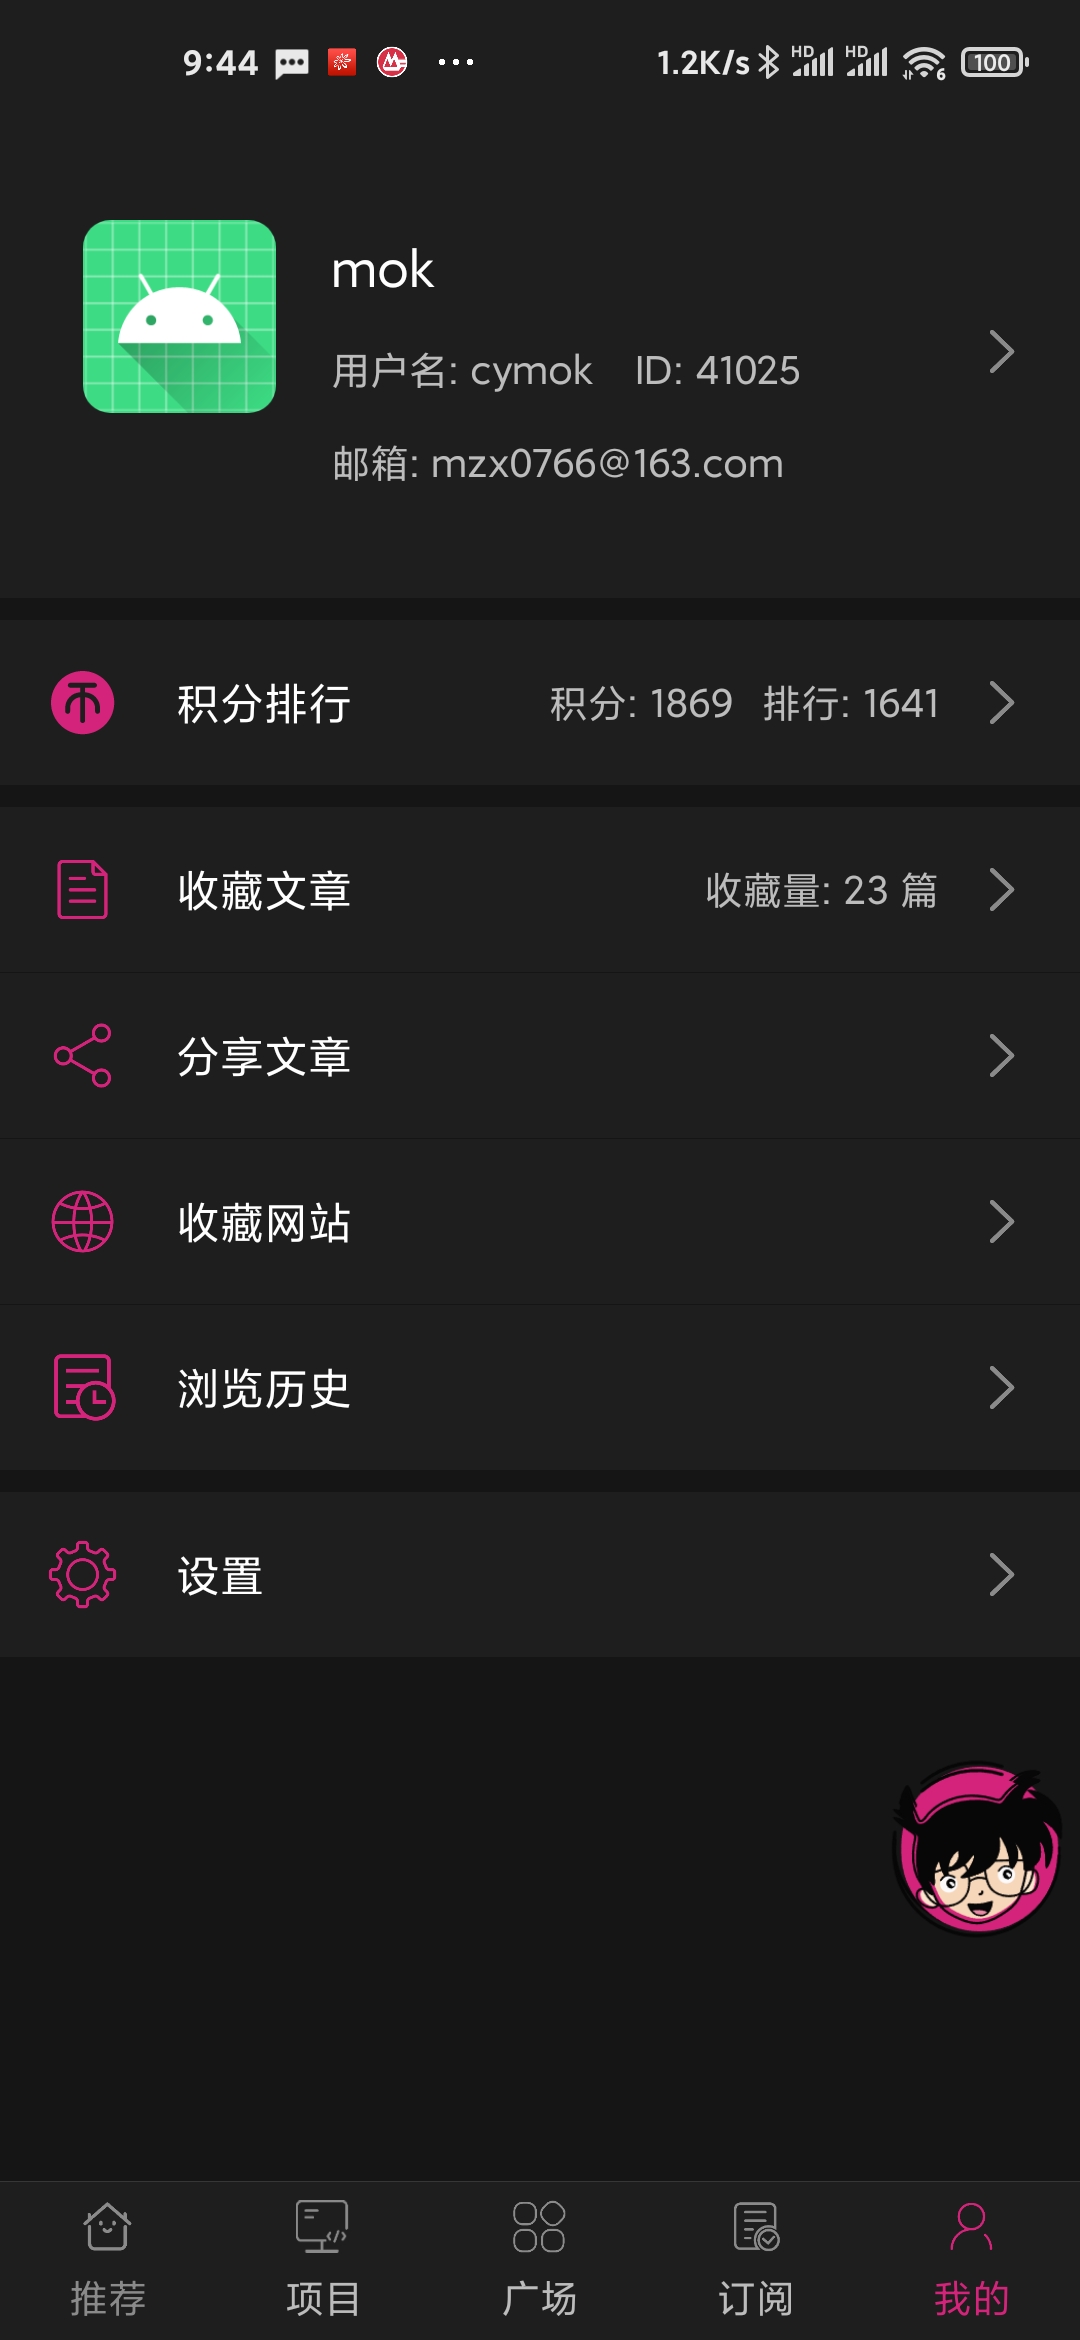 9:44 1.2K/s HD HD 6 100
mok
用户名: cymok ID: 41025
邮箱: mzx0766@163.com
积分排行 积分: 1869 排行: 1641
收藏文章 收藏量: 23 篇
分享文章
收藏网站
浏览历史
设置
推荐 项目 广场 订阅 我的